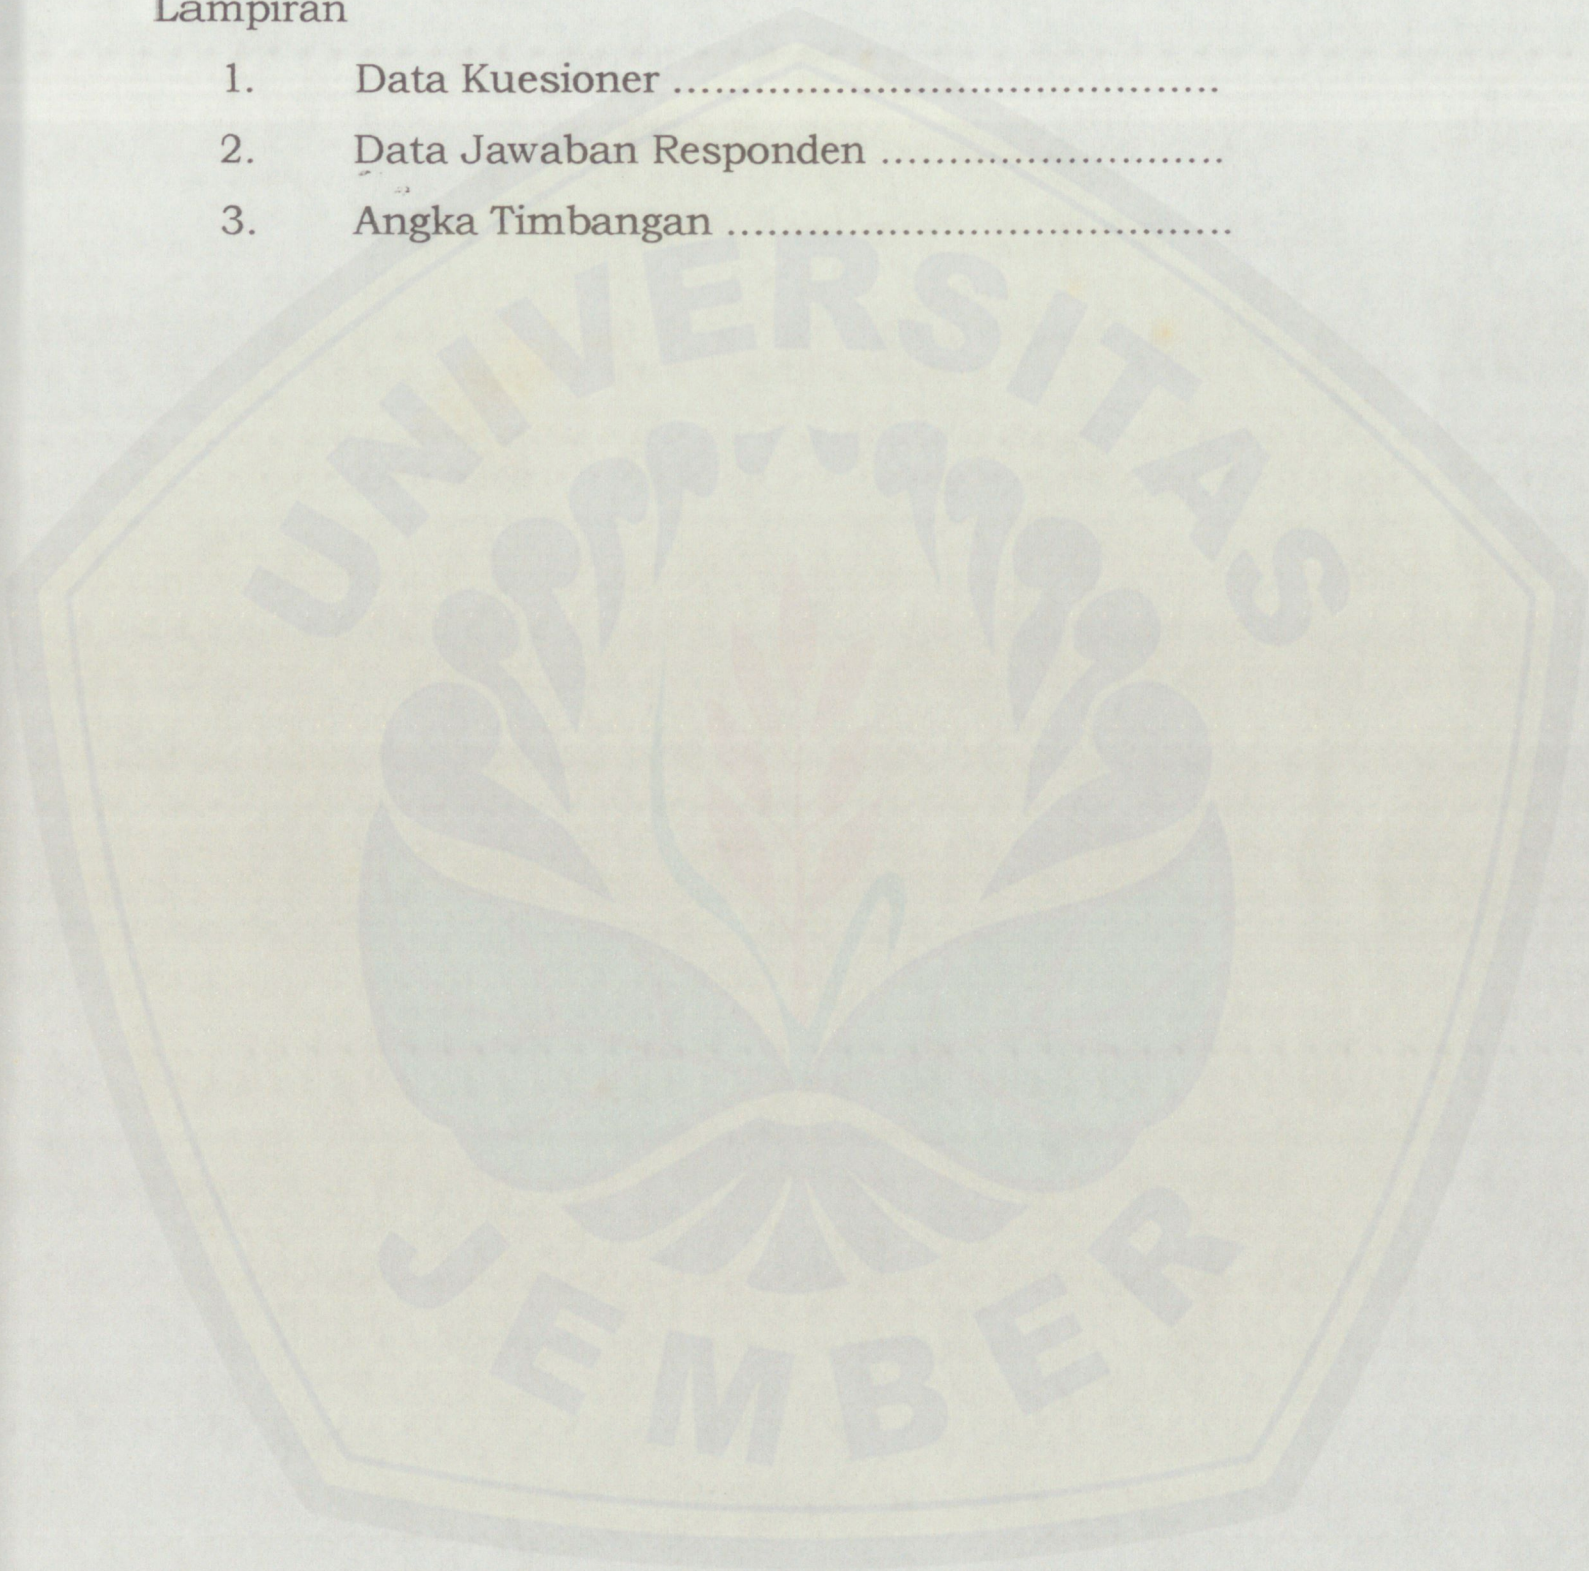 Lampiran
1. Data Kuesioner ........................................
2. Data Jawaban Responden .........................
3. Angka Timbangan .....................................
UNIVERSITAS
JEMBER